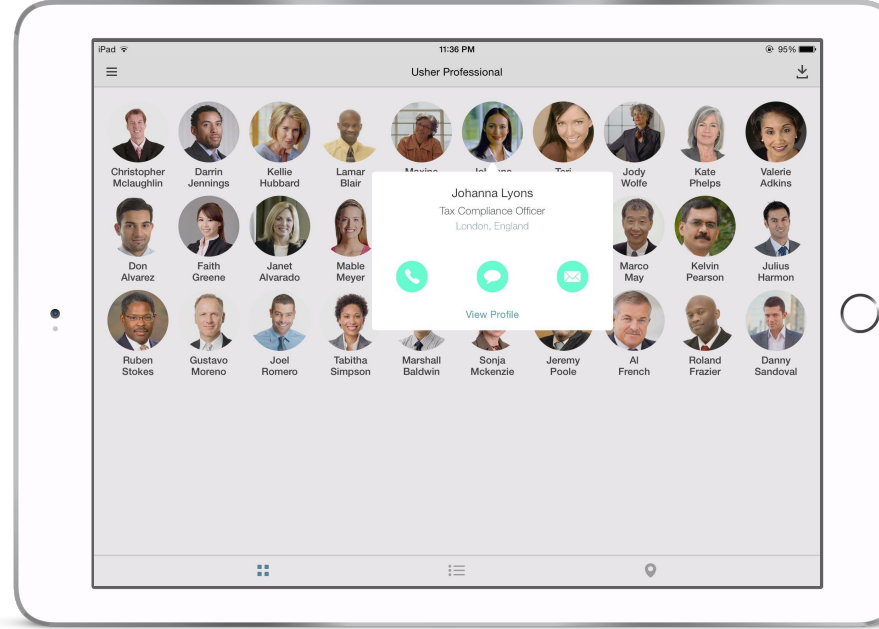 iPad
11:36 PM
95%
Usher Professional
Christopher Mclaughlin
Darrin Jennings
Kellie Hubbard
Lamar Blair
Jody Wolfe
Kate Phelps
Valerie Adkins
Johanna Lyons
Tax Compliance Officer
London, England
View Profile
Don Alvarez
Faith Greene
Janet Alvarado
Mable Meyer
Marco May
Kelvin Pearson
Julius Harmon
Ruben Stokes
Gustavo Moreno
Joel Romero
Tabitha Simpson
Marshall Baldwin
Sonja Mckenzie
Jeremy Poole
Al French
Roland Frazier
Danny Sandoval